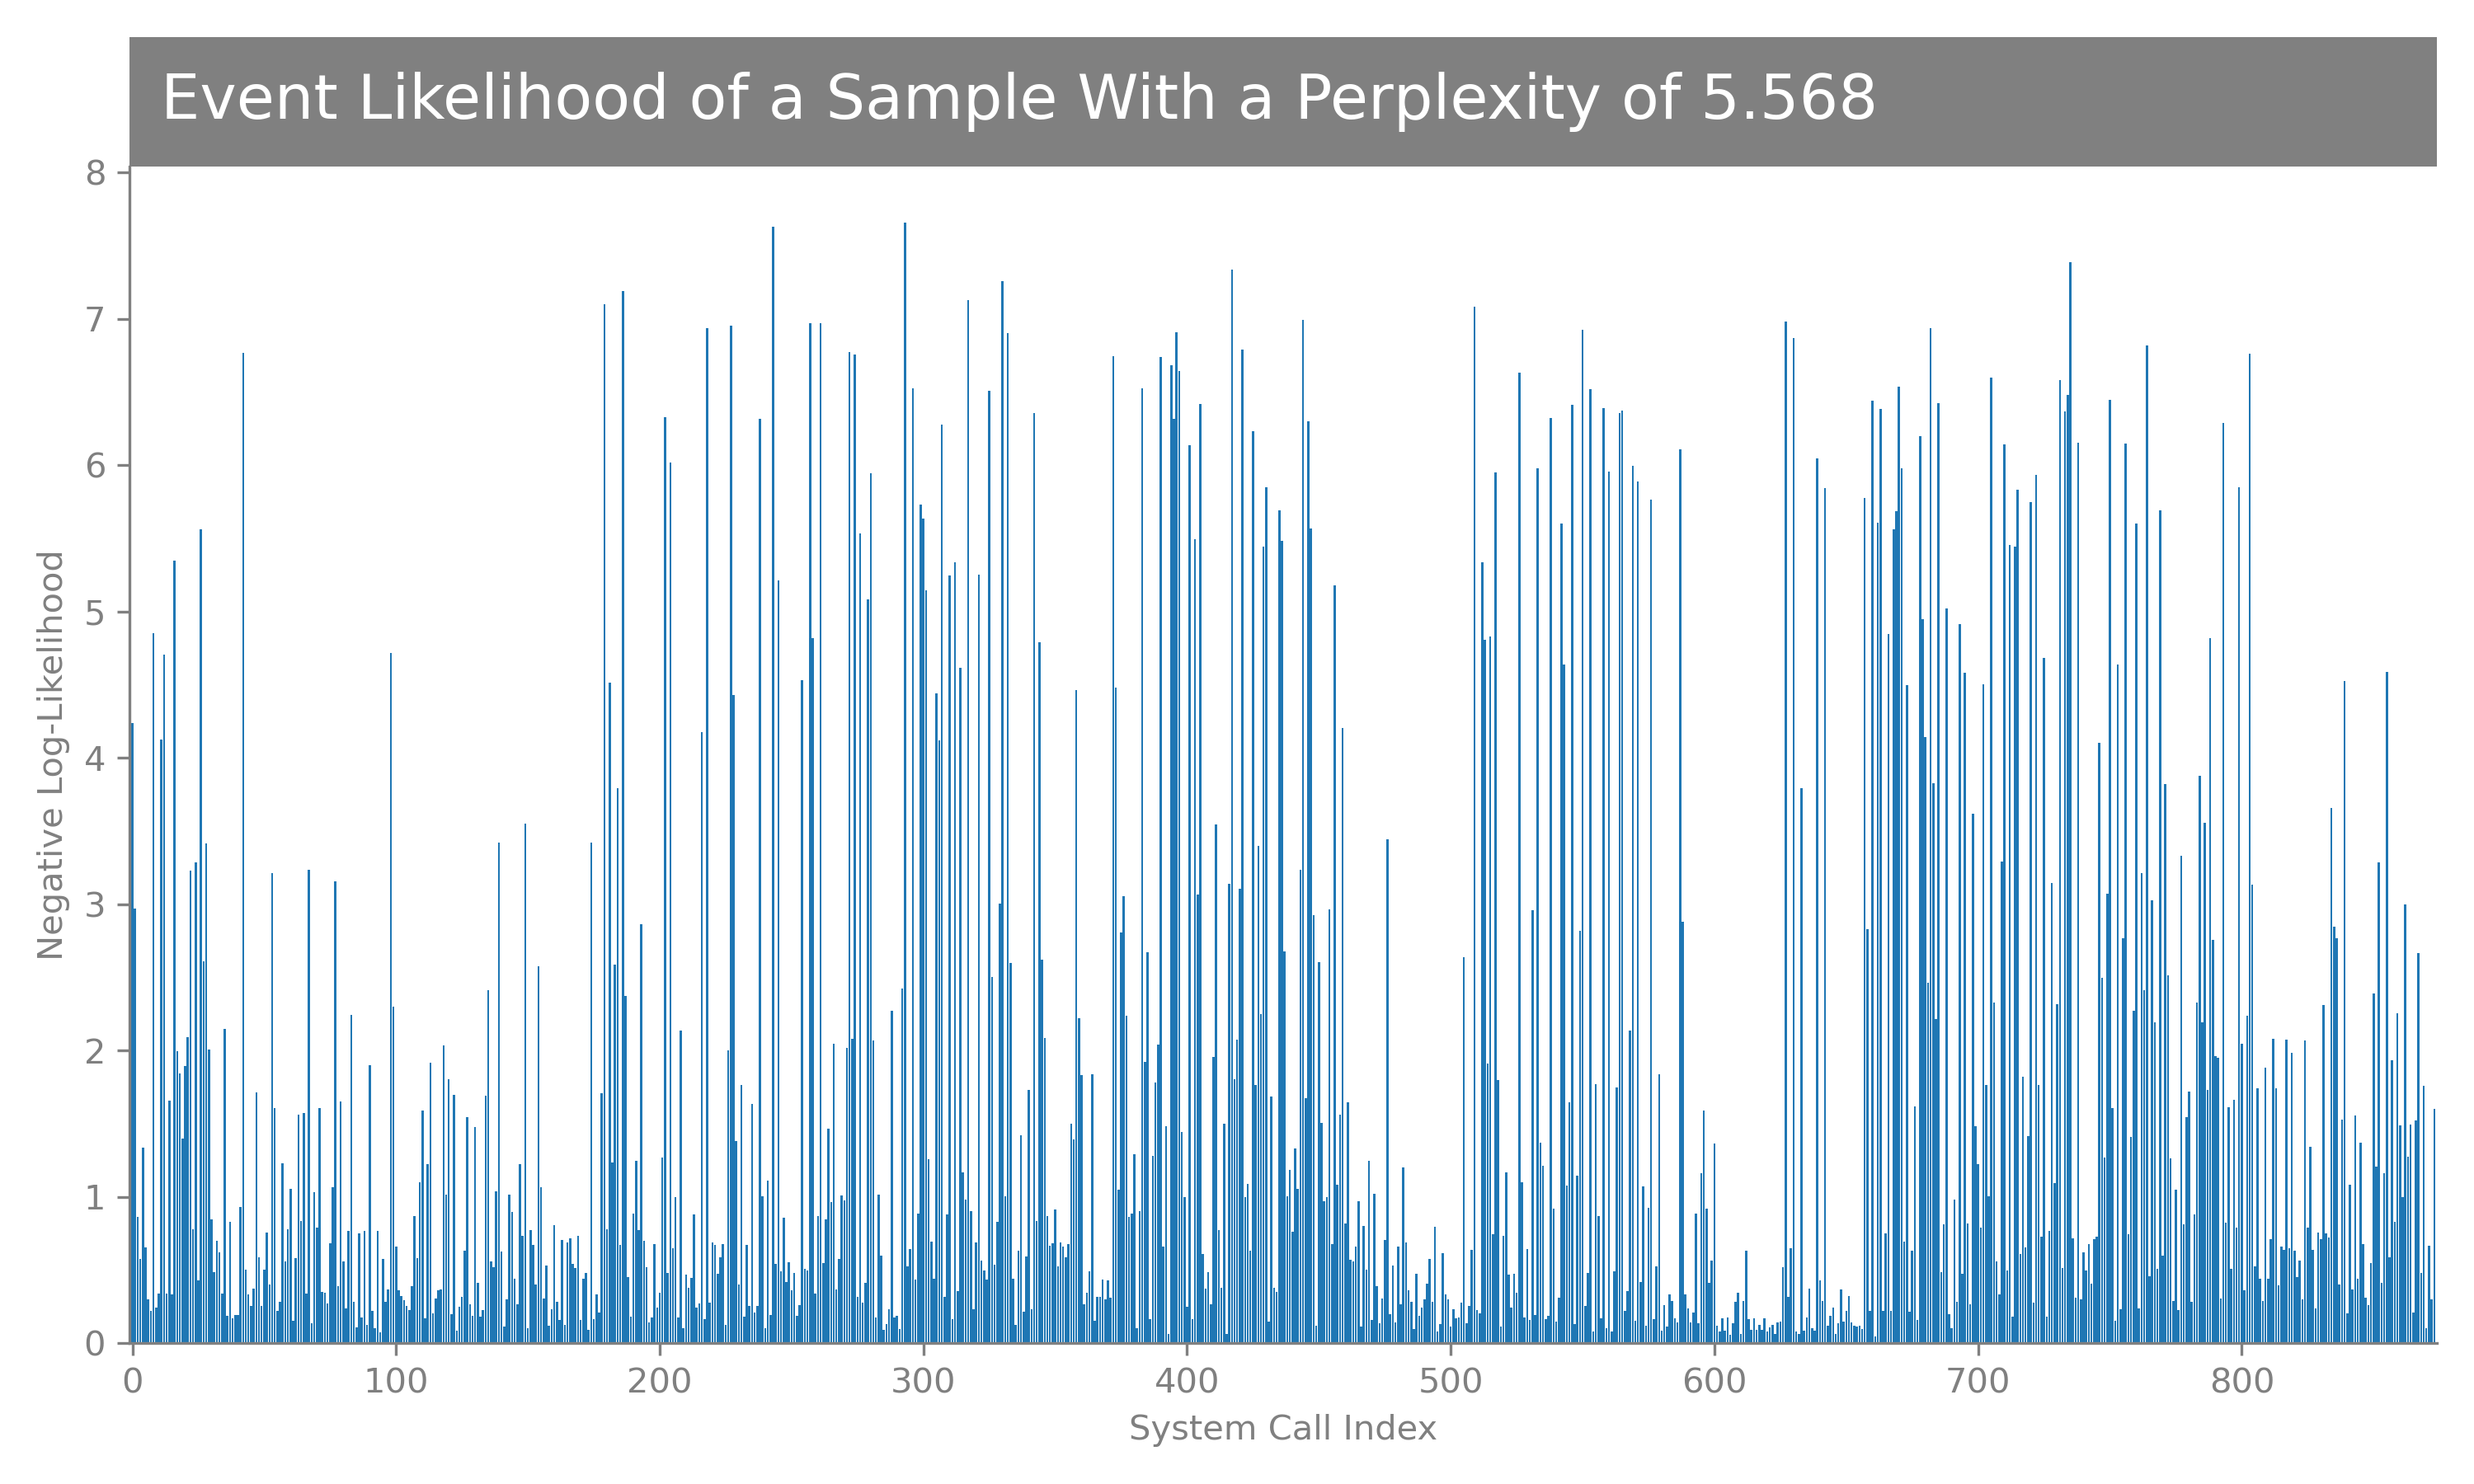 Event Likelihood of a Sample With a Perplexity of 5.568
8
7
6
5
4
3
2
1
0
Negative Log-Likelihood
0 100 200 300 400 500 600 700 800
System Call Index